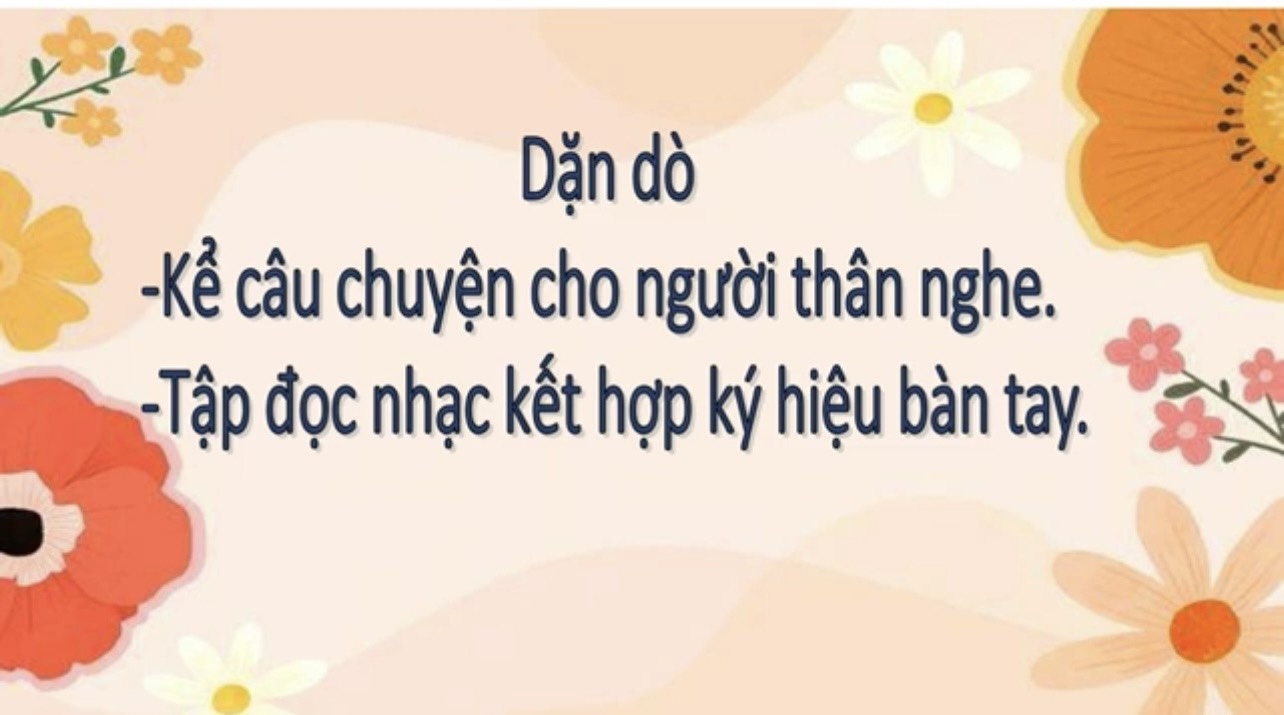 Dặn dò
-Kể câu chuyện cho người thân nghe.
-Tập đọc nhạc kết hợp ký hiệu bàn tay.